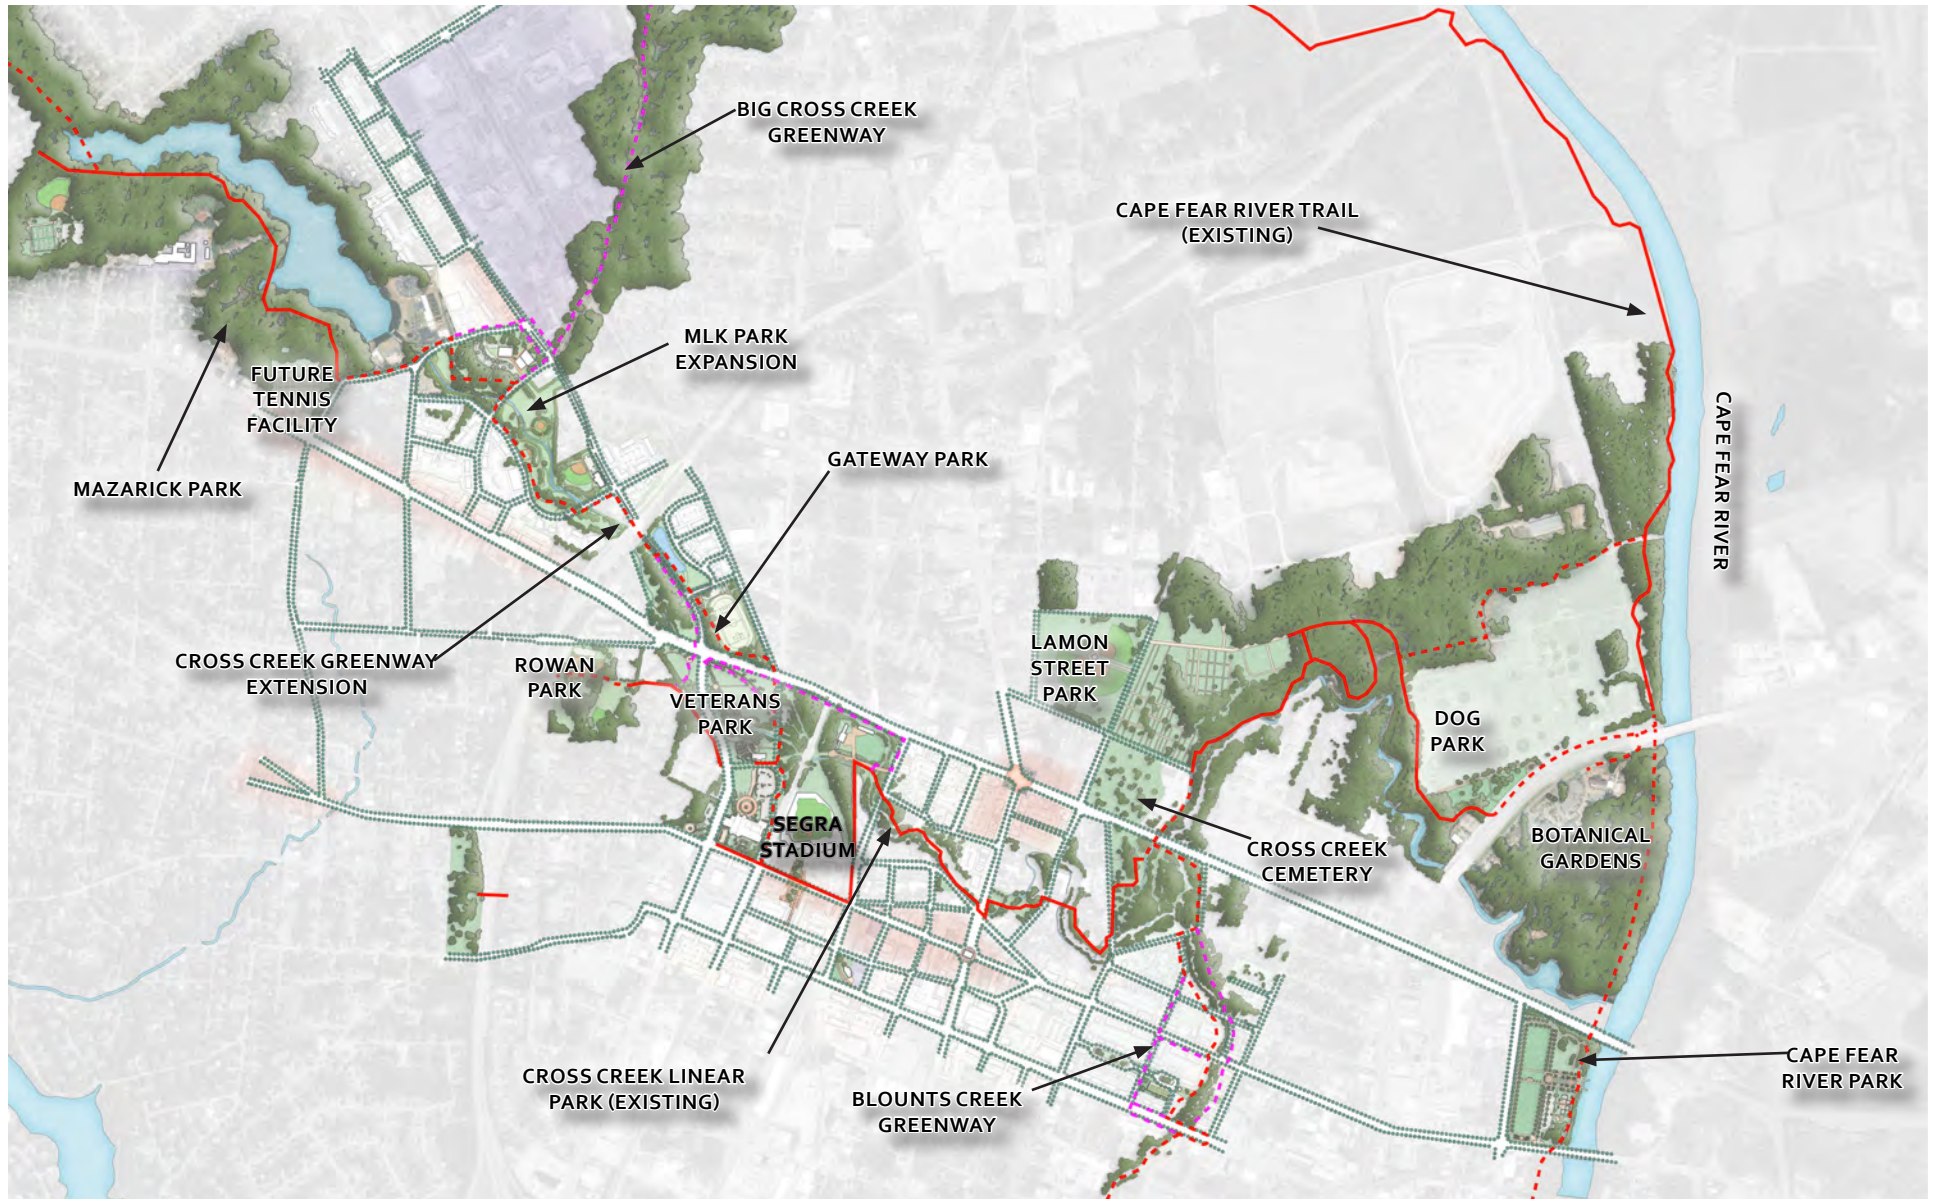 BIG CROSS CREEK
GREENWAY
CAPE FEAR RIVER TRAIL
(EXISTING)
MLK PARK
EXPANSION
FUTURE
TENNIS
FACILITY
CAPE FEAR RIVER
GATEWAY PARK
MAZARICK PARK
LAMON
STREET
PARK
CROSS CREEK GREENWAY
EXTENSION
ROWAN
PARK
VETERANS
PARK
DOG
PARK
SEGRA
STADIUM
BOTANICAL
GARDENS
CROSS CREEK
CEMETERY
CROSS CREEK LINEAR
PARK (EXISTING)
BLOUNTS CREEK
GREENWAY
CAPE FEAR
RIVER PARK